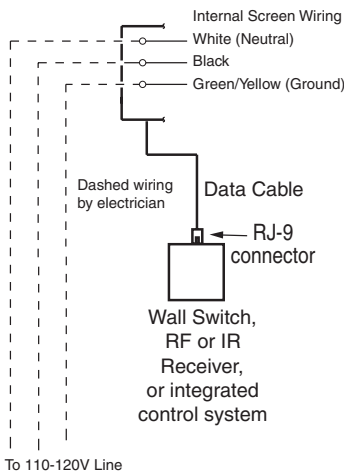 Internal Screen Wiring
White (Neutral)
Black
Green/Yellow (Ground)
Dashed wiring
by electrician
Data Cable
RJ-9
connector
Wall Switch,
RF or IR
Receiver,
or integrated
control system
To 110-120V Line